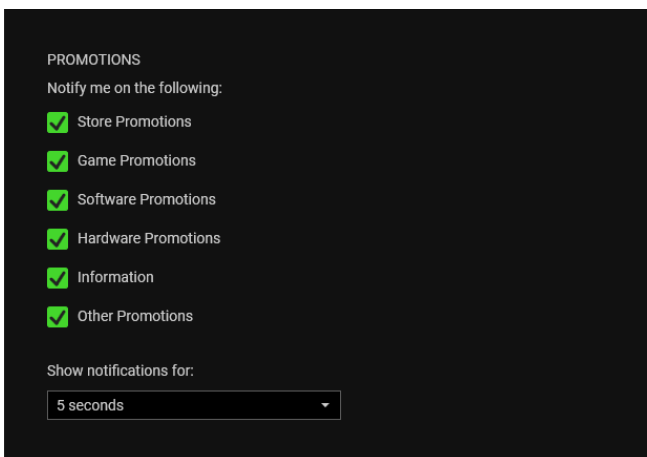 PROMOTIONS
Notify me on the following:
Store Promotions
Game Promotions
Software Promotions
Hardware Promotions
Information
Other Promotions
Show notifications for:
5 seconds